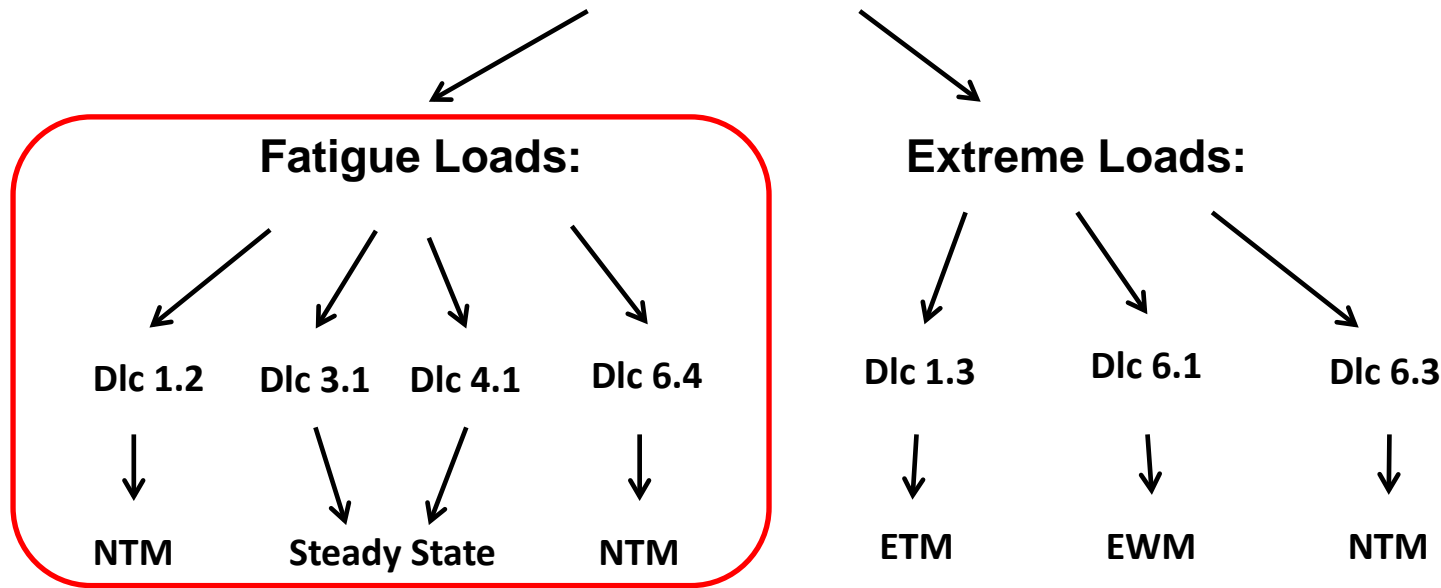 Fatigue Loads:
Extreme Loads:
Dlc 1.2
Dlc 3.1
Dlc 4.1
Dlc 6.4
Dlc 1.3
Dlc 6.1
Dlc 6.3
NTM
Steady State
NTM
ETM
EWM
NTM